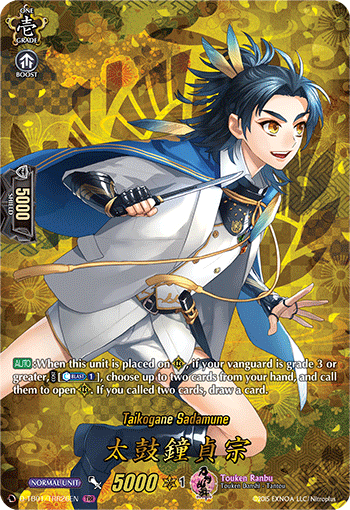 ONE
壱
GRADE
BOOST
5000
SHIELD
AUTO:When this unit is placed on R, if your vanguard is grade 3 or
greater, COST[C BLAST 1], choose up to two cards from your hand, and call
them to open R. If you called two cards, draw a card.
Taikogane Sadamune
太鼓鐘貞宗
NORMAL UNIT
5000 1
Touken Ranbu
Touken Danshi - Tantou
©2015 EXNOA LLC/Nitroplus